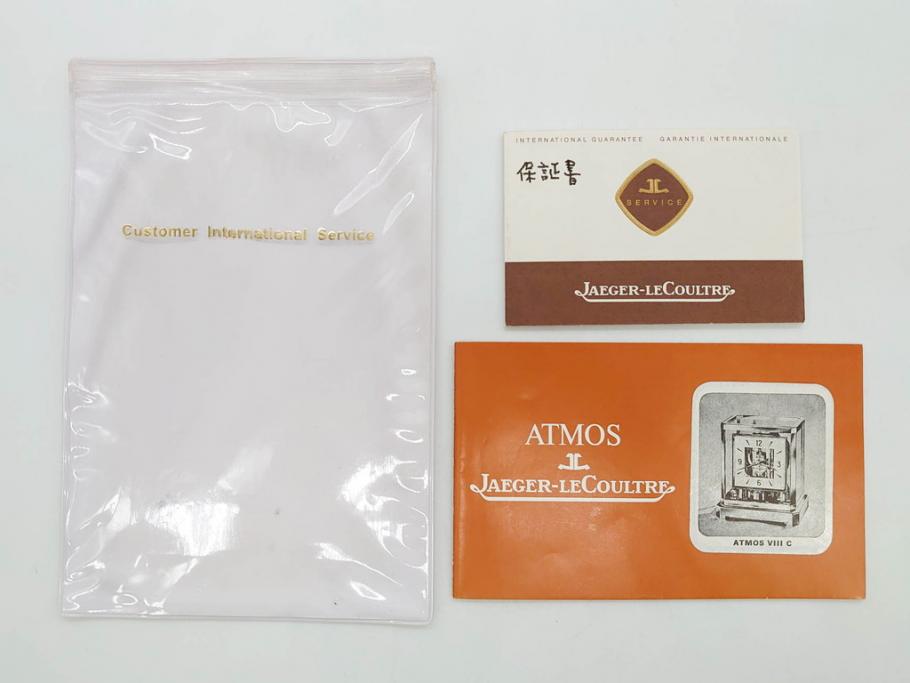 Customer International Service
INTERNATIONAL GUARANTEE GARANTIE INTERNATIONALE
保証書
SERVICE
JAEGER-LECOULTRE
ATMOS
JAEGER-LECOULTRE
12
9 3
6
ATMOS VIII C